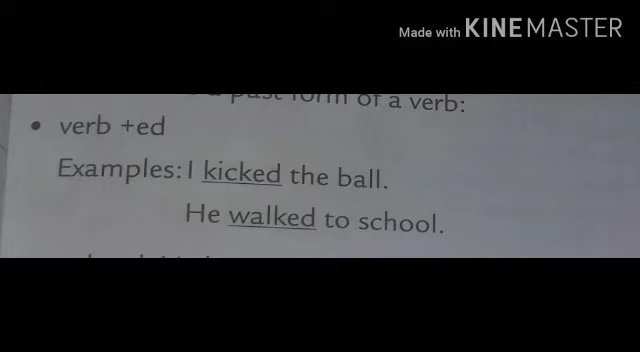 Made with KINEMASTER
past form of a verb:
• verb +ed
Examples: I kicked the ball.
He walked to school.